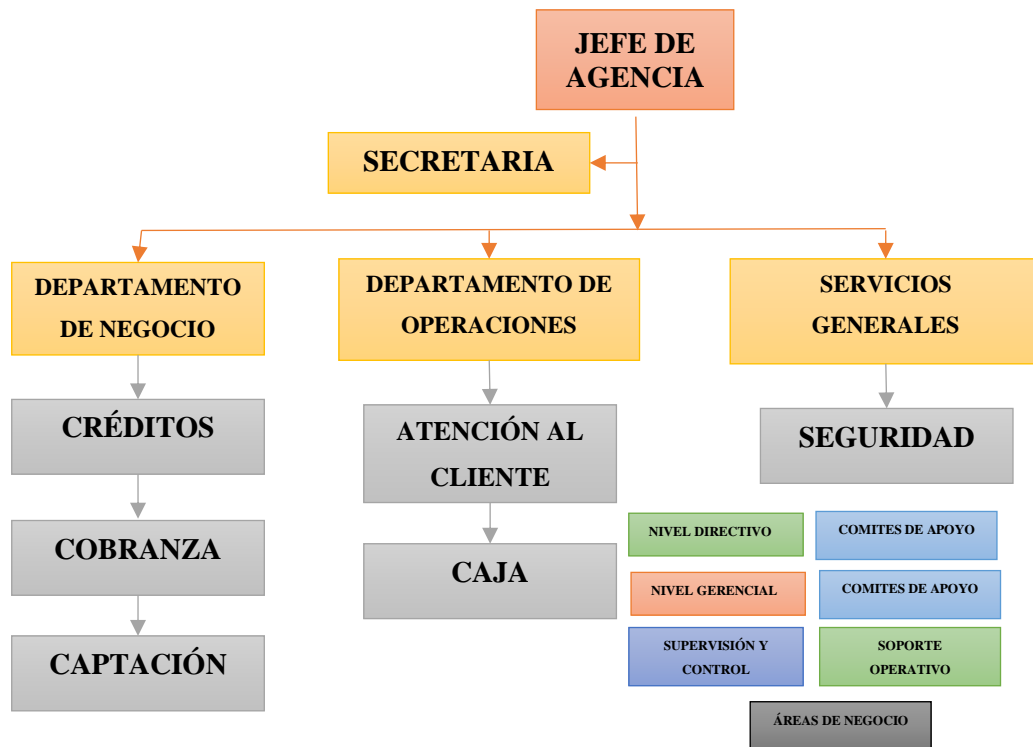 JEFE DE
AGENCIA
SECRETARIA
DEPARTAMENTO
DE NEGOCIO
DEPARTAMENTO DE
OPERACIONES
SERVICIOS
GENERALES
CRÉDITOS
ATENCIÓN AL
CLIENTE
SEGURIDAD
COBRANZA
CAJA
CAPTACIÓN
NIVEL DIRECTIVO
COMITES DE APOYO
NIVEL GERENCIAL
COMITES DE APOYO
SUPERVISIÓN Y
CONTROL
SOPORTE
OPERATIVO
ÁREAS DE NEGOCIO